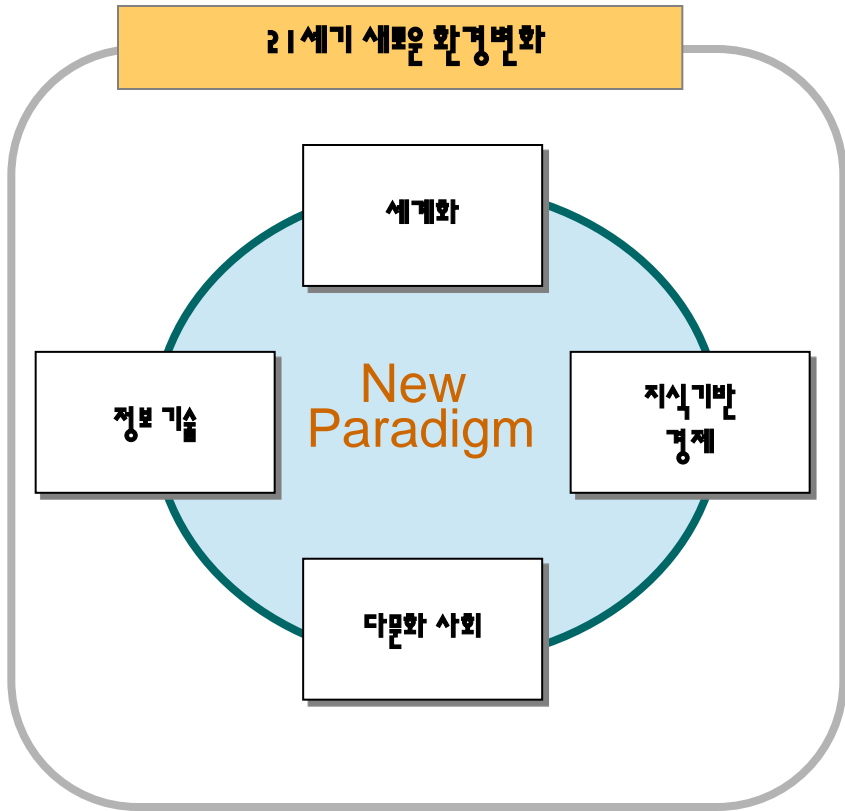 21세기 새로운 환경변화
세계화
정보 기술
New
Paradigm
지식기반
경제
다문화 사회